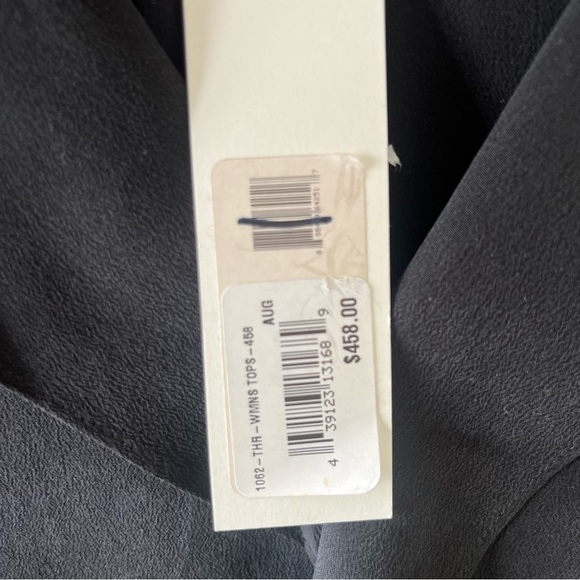 1062-THR-WMNS TOPS-458
AUG
4 39123 13168 9
$458.00